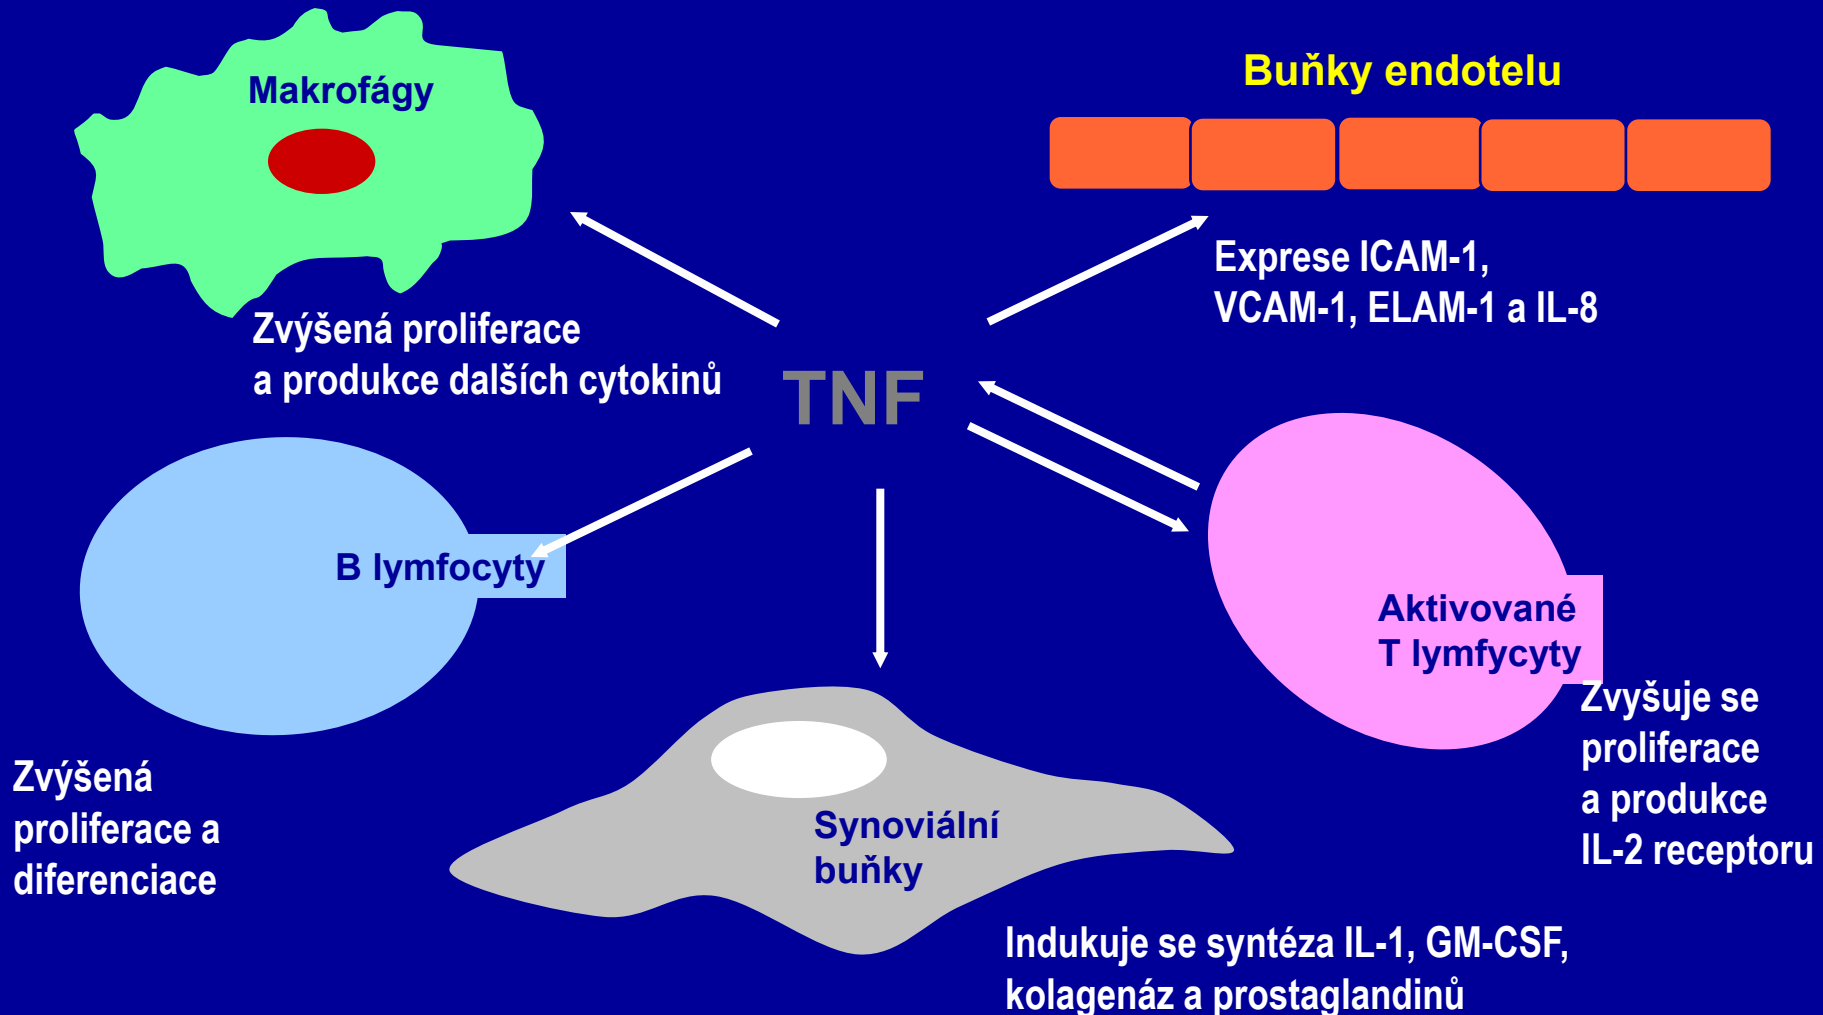 Makrofágy
Buňky endotelu
Exprese ICAM-1,
VCAM-1, ELAM-1 a IL-8
Zvýšená proliferace
a produkce dalších cytokinů
TNF
B lymfocyty
Aktivované
T lymfycyty
Zvyšuje se
proliferace
a produkce
IL-2 receptoru
Zvýšená
proliferace a
diferenciace
Synoviální
buňky
Indukuje se syntéza IL-1, GM-CSF,
kolagenáz a prostaglandinů